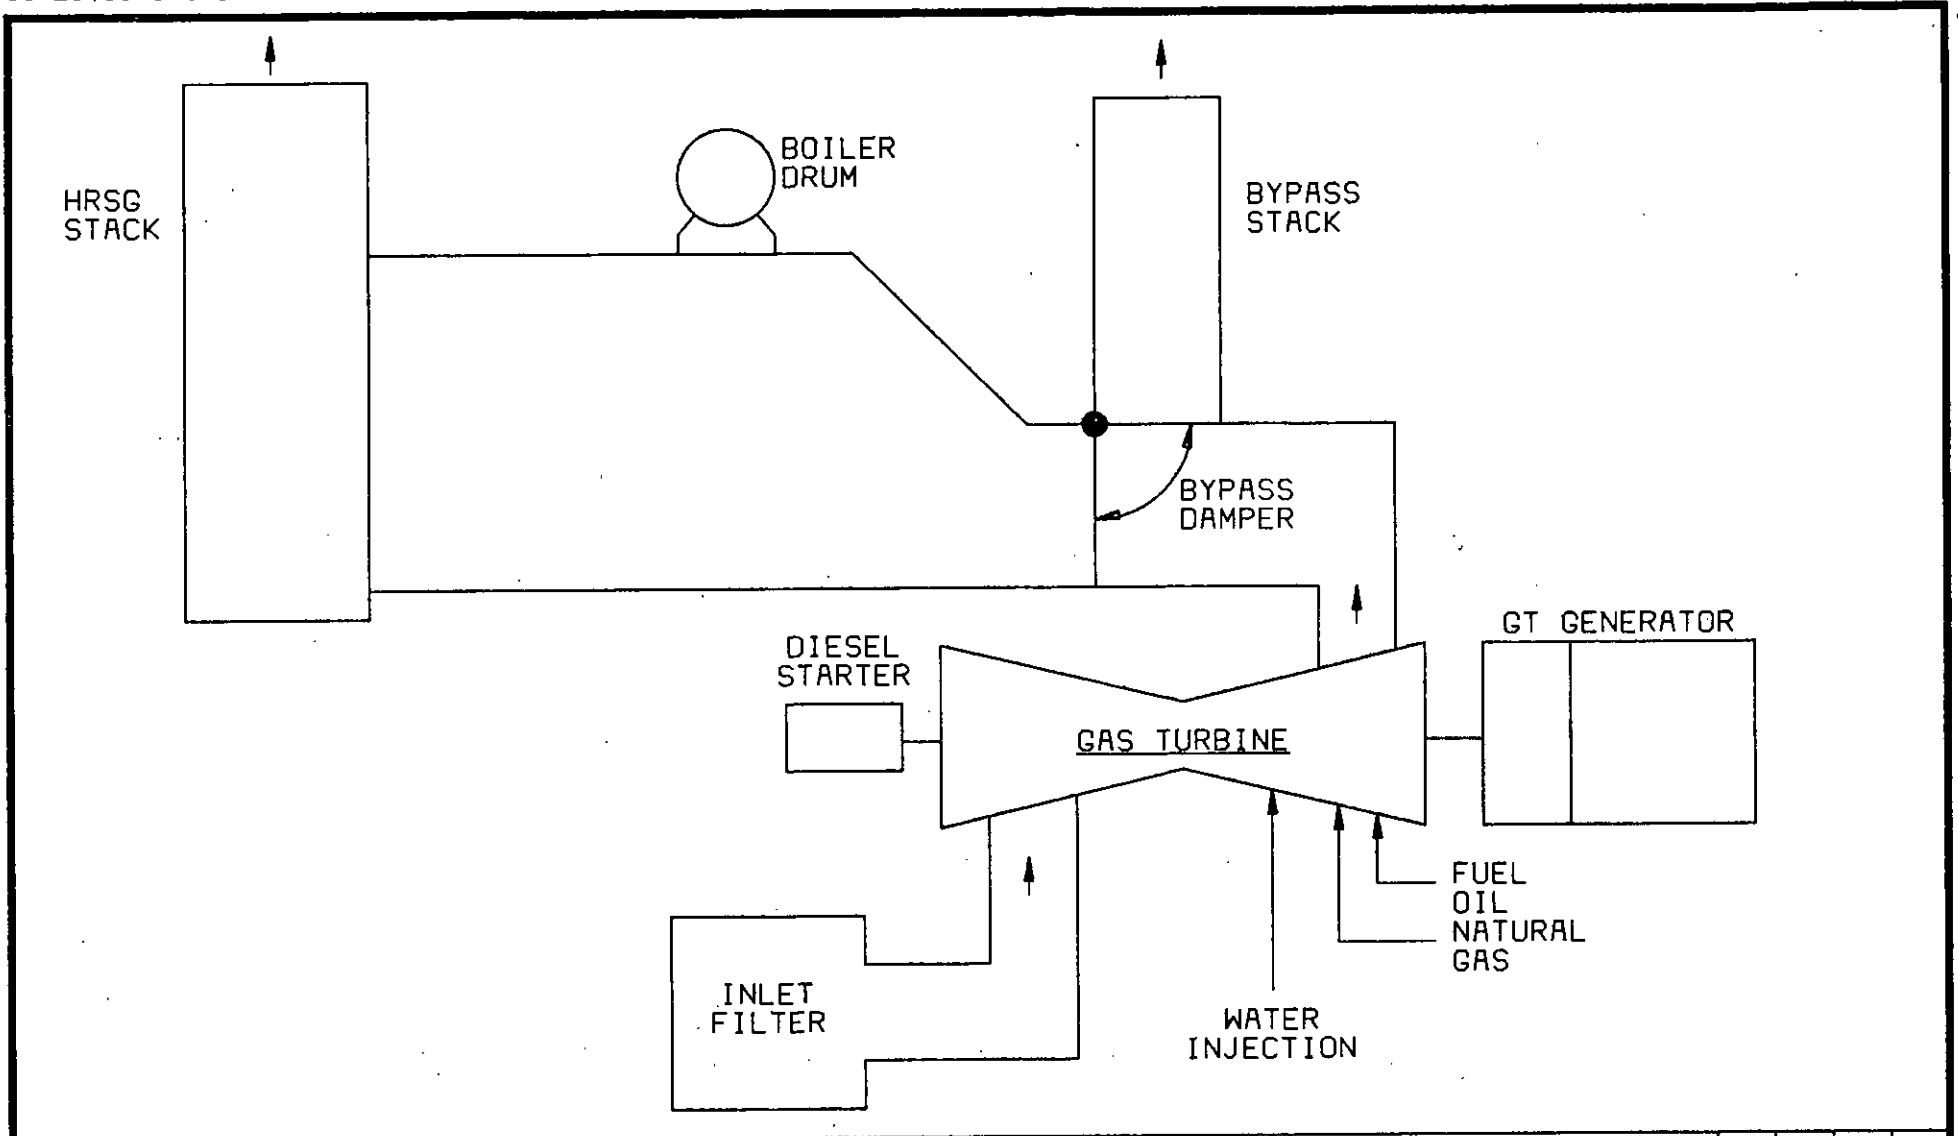 BOILER
DRUM
HRSG
STACK
BYPASS
STACK
BYPASS
DAMPER
GT GENERATOR
DIESEL
STARTER
GAS TURBINE
FUEL
OIL
NATURAL
GAS
INLET
FILTER
WATER
INJECTION